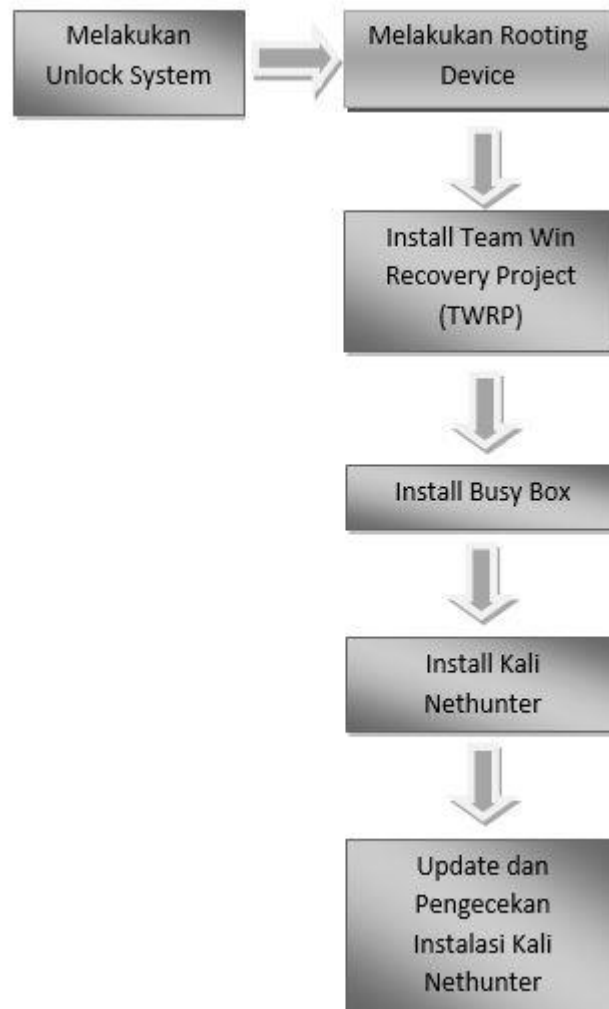 Melakukan
Unlock System
Melakukan Rooting
Device
Install Team Win
Recovery Project
(TWRP)
Install Busy Box
Install Kali
Nethunter
Update dan
Pengecekan
Instalasi Kali
Nethunter